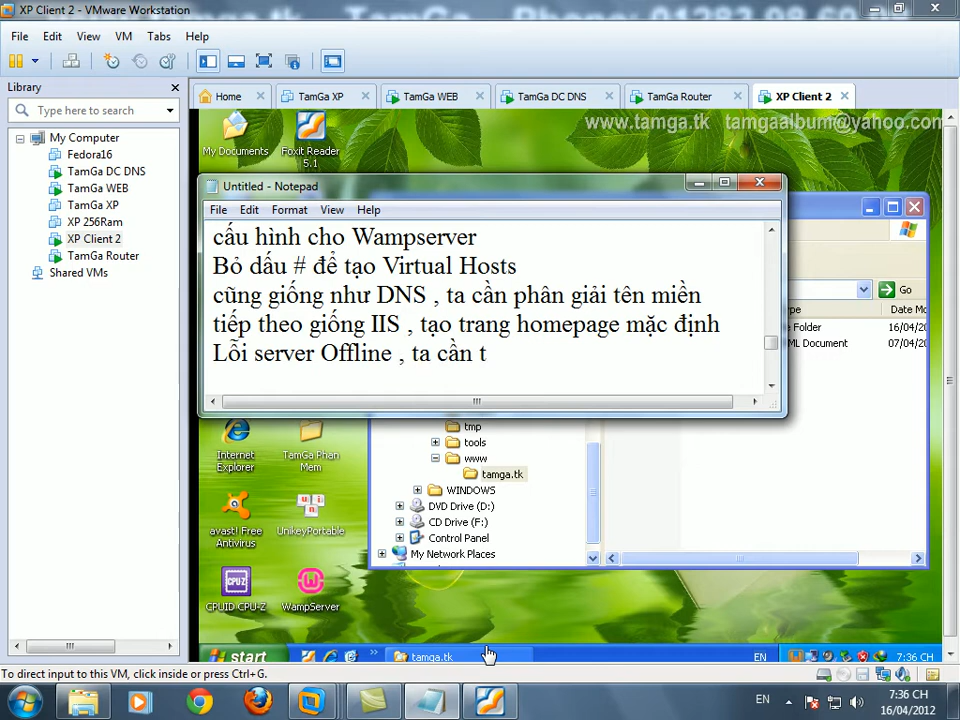 XP Client 2 - VMware Workstation
File Edit View VM Tabs Help
Library
Type here to search
My Computer
Fedora16
TamGa DC DNS
TamGa WEB
TamGa XP
XP 256Ram
XP Client 2
TamGa Router
Shared VMs
Home TamGa XP TamGa WEB TamGa DC DNS TamGa Router XP Client 2
www.tamga.tk tamgaalbum@yahoo.com
My Documents
Foxit Reader 5.1
Untitled - Notepad
File Edit Format View Help
cấu hình cho Wampserver
Bỏ dấu # để tạo Virtual Hosts
cũng giống như DNS , ta cần phân giải tên miền
tiếp theo giống IIS , tạo trang homepage mặc định
Lỗi server Offline , ta cần t
Go
Date Mo
Folder 16/04/20
ML Document 07/04/20
tmp
tools
www
tamga.tk
WINDOWS
DVD Drive (D:)
CD Drive (F:)
Control Panel
My Network Places
Internet Explorer
TamGa Phan Mem
avast! Free Antivirus
UnikeyPortable
CPUID CPU-Z
WampServer
start
tamga.tk
EN
7:36 CH
To direct input to this VM, click inside or press Ctrl+G.
EN
7:36 CH
16/04/2012